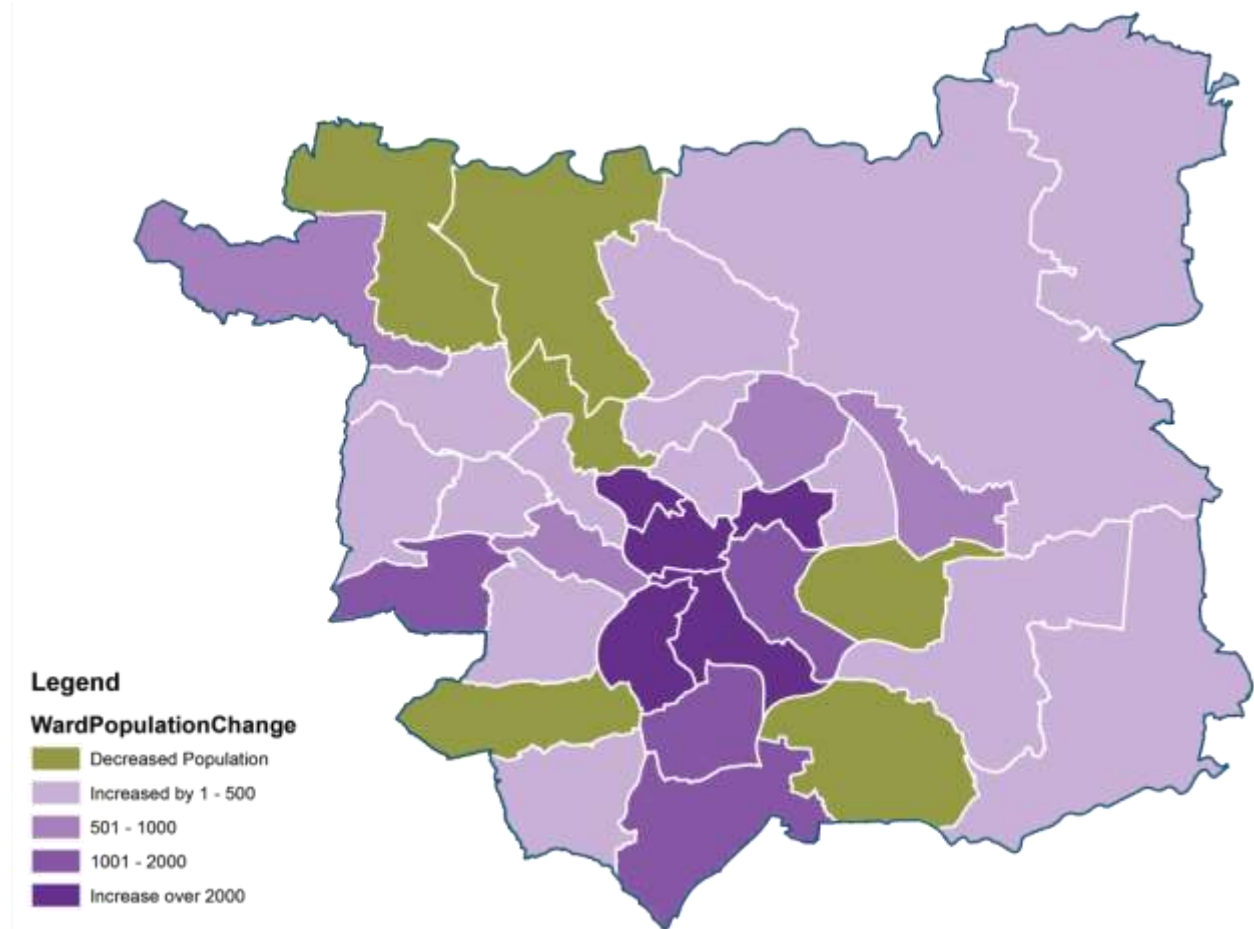 Legend
WardPopulationChange
Decreased Population
Increased by 1 - 500
501 - 1000
1001 - 2000
Increase over 2000